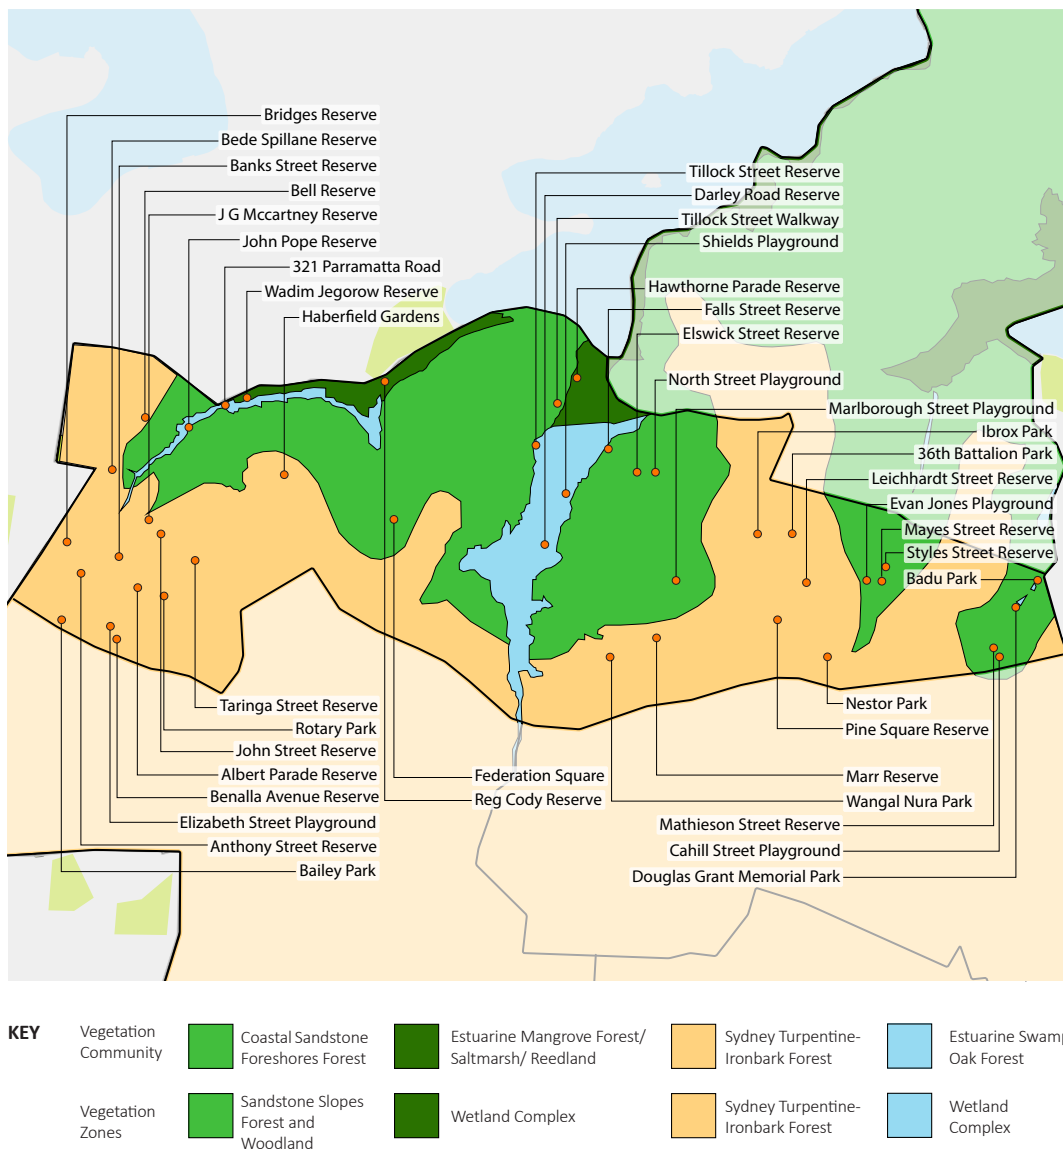 Bridges Reserve
Bede Spillane Reserve
Banks Street Reserve
Bell Reserve
J G Mccartney Reserve
John Pope Reserve
321 Parramatta Road
Wadim Jegorow Reserve
Haberfield Gardens
Tillock Street Reserve
Darley Road Reserve
Tillock Street Walkway
Shields Playground
Hawthorne Parade Reserve
Falls Street Reserve
Elswick Street Reserve
North Street Playground
Marlborough Street Playground
Ibrox Park
36th Battalion Park
Leichhardt Street Reserve
Evan Jones Playground
Mayes Street Reserve
Styles Street Reserve
Badu Park
Taringa Street Reserve
Rotary Park
John Street Reserve
Albert Parade Reserve
Benalla Avenue Reserve
Elizabeth Street Playground
Anthony Street Reserve
Bailey Park
Federation Square
Reg Cody Reserve
Nestor Park
Pine Square Reserve
Marr Reserve
Wangal Nura Park
Mathieson Street Reserve
Cahill Street Playground
Douglas Grant Memorial Park
KEY
Vegetation
Community
Coastal Sandstone
Foreshores Forest
Estuarine Mangrove Forest/
Saltmarsh/ Reedland
Sydney Turpentine-
Ironbark Forest
Estuarine Swamp
Oak Forest
Vegetation
Zones
Sandstone Slopes
Forest and
Woodland
Wetland Complex
Sydney Turpentine-
Ironbark Forest
Wetland
Complex